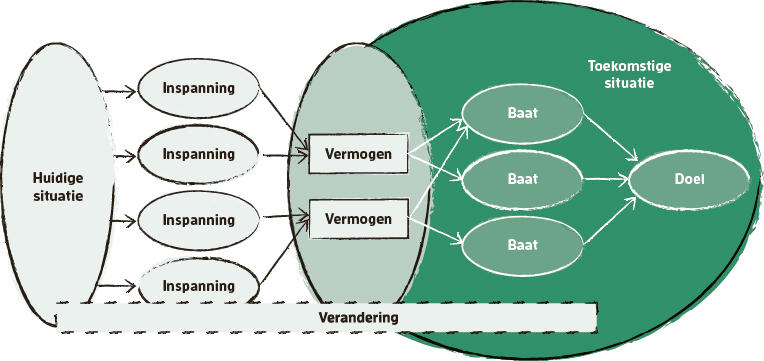 Huidige
situatie
Inspanning
Inspanning
Inspanning
Inspanning
Vermogen
Vermogen
Toekomstige
situatie
Baat
Baat
Baat
Doel
Verandering